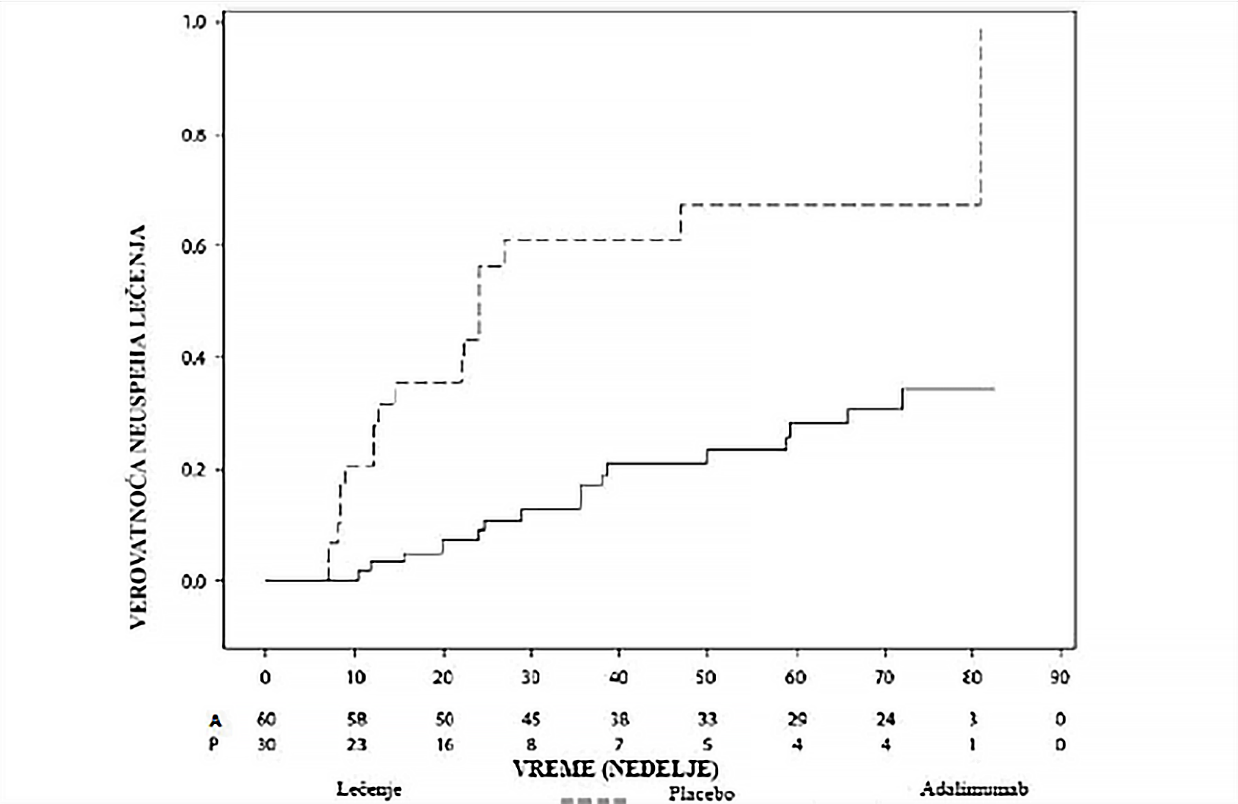 1.0
0.8
0.6
0.4
0.2
0.0
VEROVATNOĆA NEUSPEHA LEČENJA
0 10 20 30 40 50 60 70 80 90
A 60 58 50 45 38 33 29 24 3 0
P 30 23 16 8 7 5 4 4 1 0
VREME (NEDELJE)
Lečenje Placebo Adalimumab